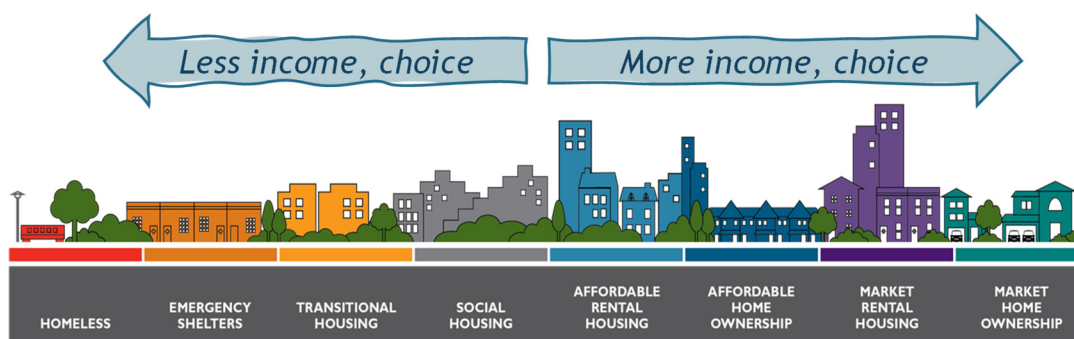 Less income, choice
More income, choice
HOMELESS
EMERGENCY
SHELTERS
TRANSITIONAL
HOUSING
SOCIAL
HOUSING
AFFORDABLE
RENTAL
HOUSING
AFFORDABLE
HOME
OWNERSHIP
MARKET
RENTAL
HOUSING
MARKET
HOME
OWNERSHIP